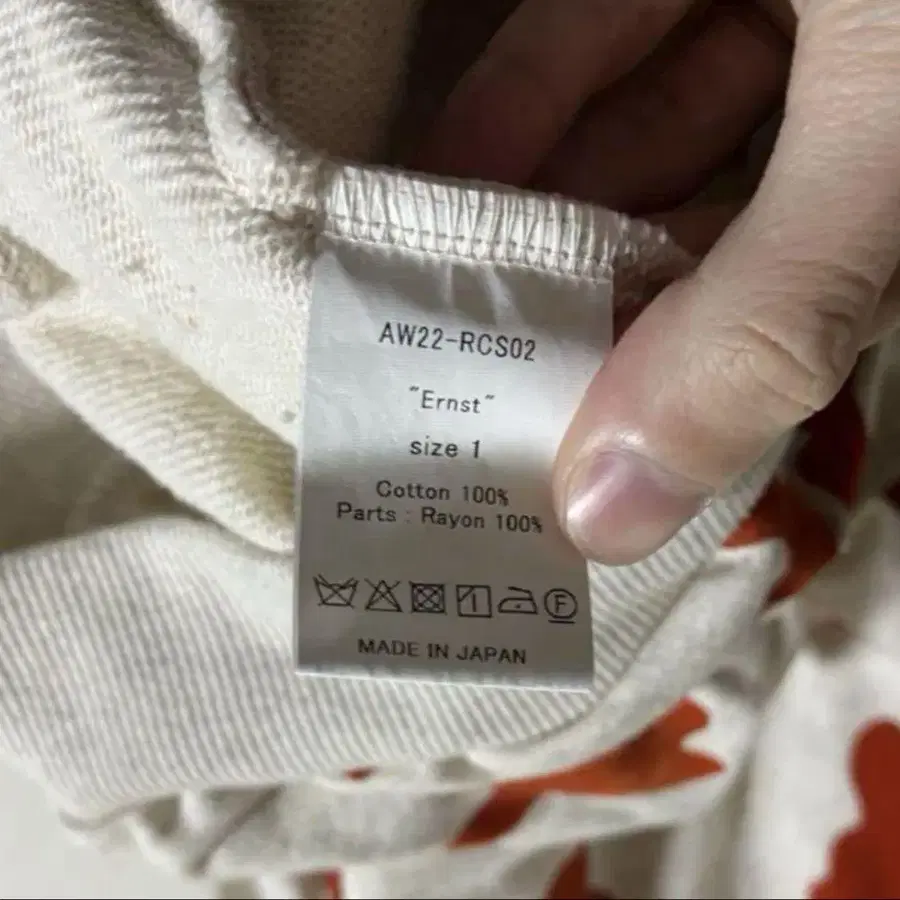 AW22-RCS02
"Ernst"
size 1
Cotton 100%
Parts : Rayon 100%
F
MADE IN JAPAN